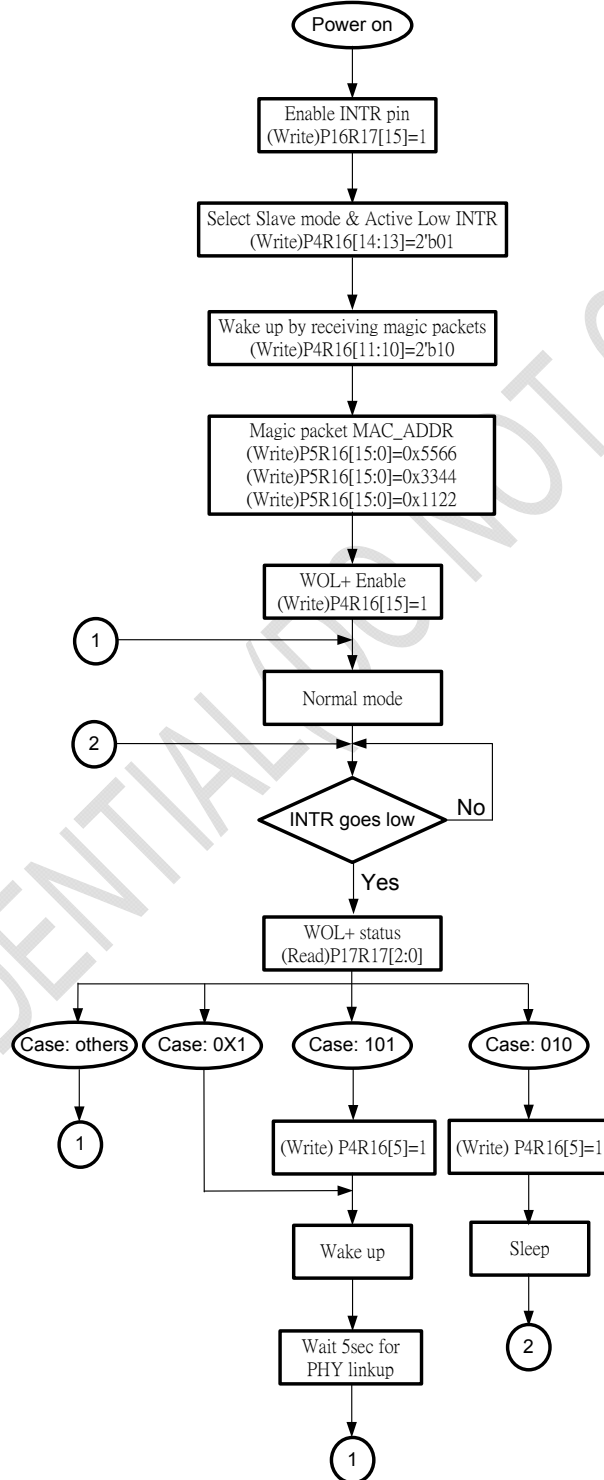 Power on
Enable INTR pin
(Write)P16R17[15]=1
Select Slave mode & Active Low INTR
(Write)P4R16[14:13]=2'b01
Wake up by receiving magic packets
(Write)P4R16[11:10]=2'b10
Magic packet MAC_ADDR
(Write)P5R16[15:0]=0x5566
(Write)P5R16[15:0]=0x3344
(Write)P5R16[15:0]=0x1122
WOL+ Enable
(Write)P4R16[15]=1
1
Normal mode
2
INTR goes low
No
Yes
WOL+ status
(Read)P17R17[2:0]
Case: others
Case: 0X1
Case: 101
Case: 010
1
(Write) P4R16[5]=1
(Write) P4R16[5]=1
Wake up
Sleep
Wait 5sec for
PHY linkup
2
1